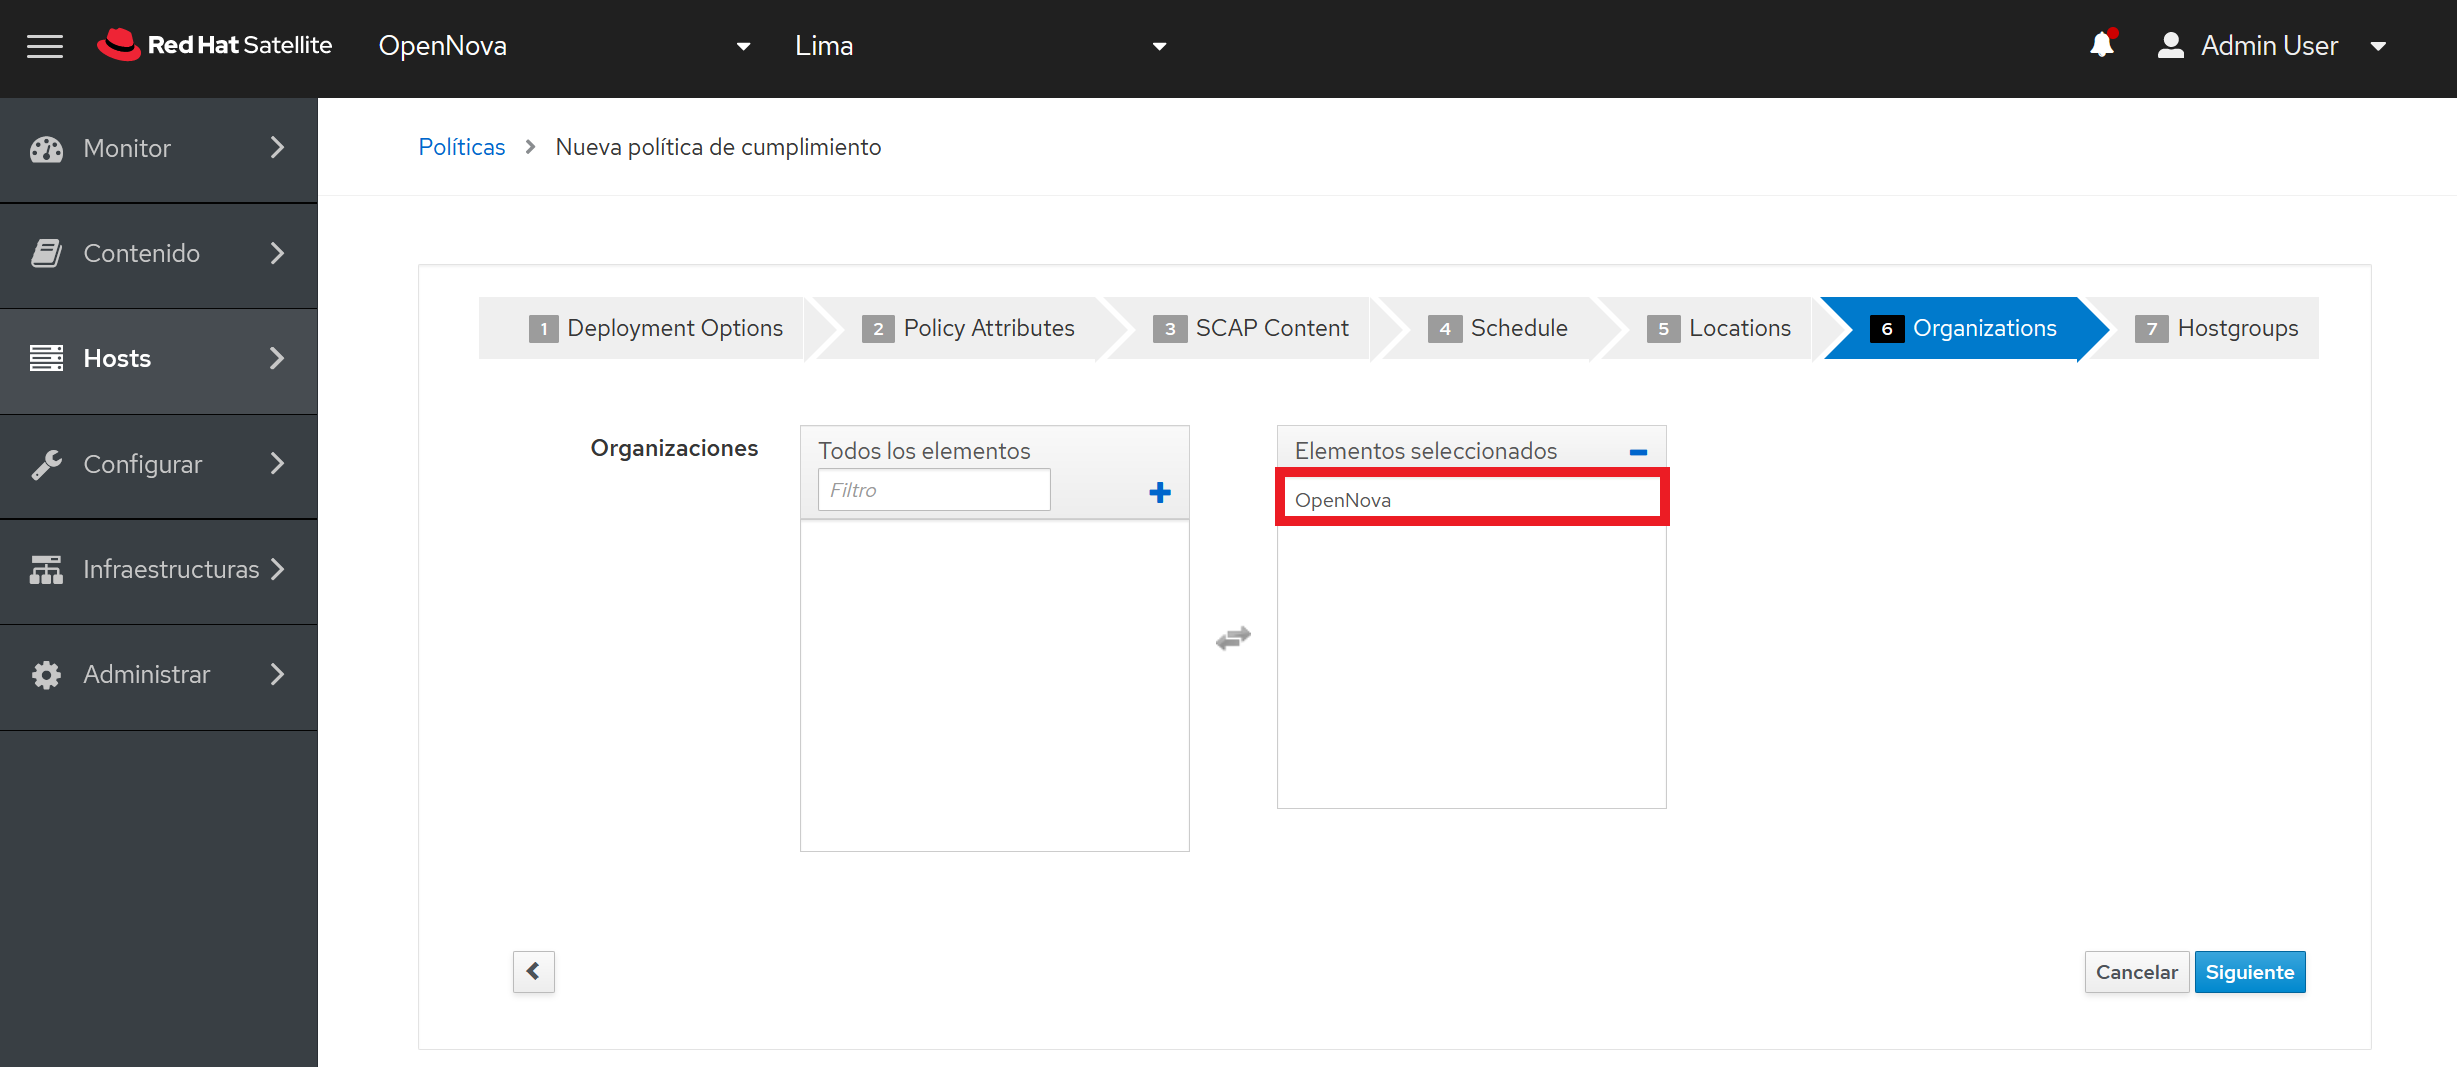 Red Hat Satellite OpenNova Lima Admin User
Monitor
Contenido
Hosts
Configurar
Infraestructuras
Administrar
Políticas Nueva política de cumplimiento
1 Deployment Options 2 Policy Attributes 3 SCAP Content 4 Schedule 5 Locations 6 Organizations 7 Hostgroups
Organizaciones
Todos los elementos
Filtro
Elementos seleccionados
OpenNova
Cancelar Siguiente